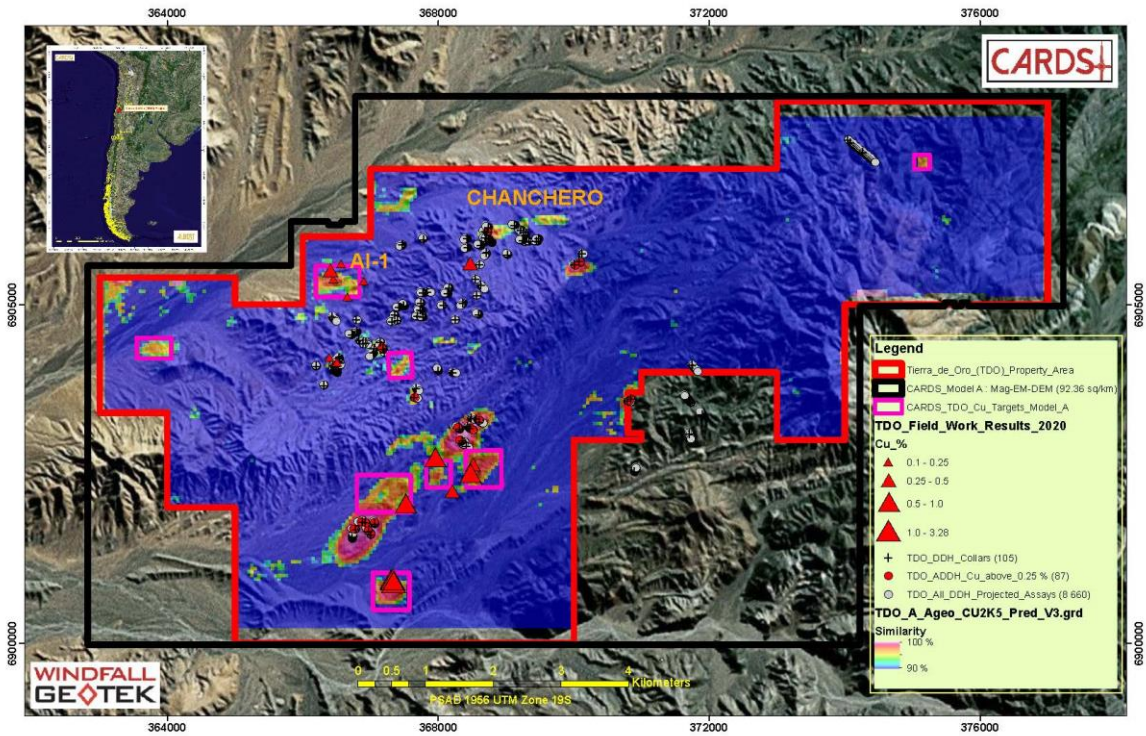 364000
368000
372000
376000
CARDS
CHANCHERO
AI-1
6905000
6905000
Legend
Tierra_de_Oro_(TDO)_Property_Area
CARDS_Model A : Mag-EM-DEM (92.36 sq/km)
CARDS_TDO_Cu_Targets_Model_A
TDO_Field_Work_Results_2020
Cu_%
0.1 - 0.25
0.25 - 0.5
0.5 - 1.0
1.0 - 3.28
TDO_DDH_Collars (105)
TDO_ADDH_Cu_above_0.25 % (87)
TDO_All_DDH_Projected_Assays (8 660)
TDO_A_Ageo_CU2K5_Pred_V3.grd
Similarity
100 %
90 %
6900000
6900000
WINDFALL
GEOTEK
0 0.5 1 2 3 4
Kilometers
PSAD 1956 UTM Zone 19S
364000
368000
372000
376000